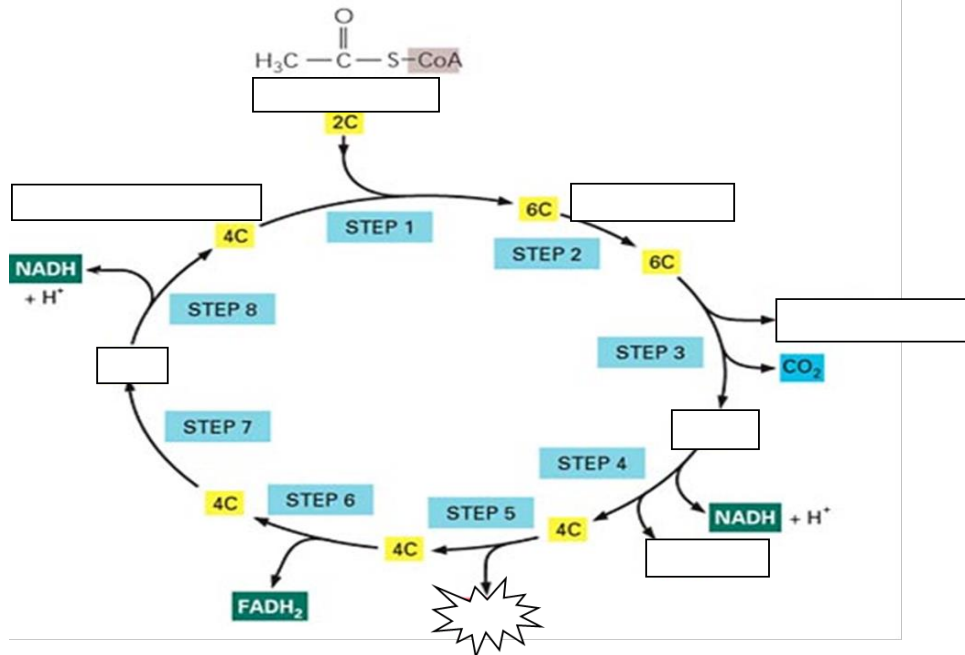 O
H₃C — C — S — CoA
2C
4C
STEP 1
6C
STEP 2
6C
NADH
+ H⁺
STEP 8
STEP 3
CO₂
STEP 7
STEP 4
NADH + H⁺
4C
STEP 6
STEP 5
4C
4C
FADH₂